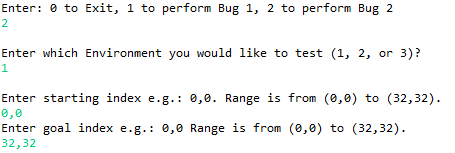 Enter: 0 to Exit, 1 to perform Bug 1, 2 to perform Bug 2
2
Enter which Environment you would like to test (1, 2, or 3)?
1
Enter starting index e.g.: 0,0. Range is from (0,0) to (32,32).
0,0
Enter goal index e.g.: 0,0 Range is from (0,0) to (32,32).
32,32